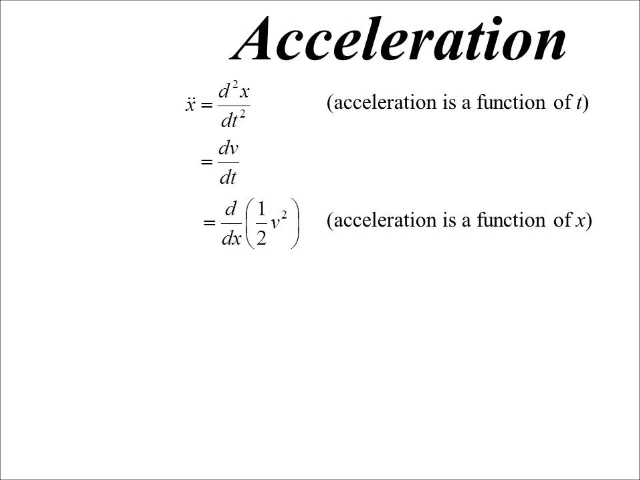 Acceleration
ẍ = d²x/dt² (acceleration is a function of t)
= dv/dt
= d/dx (1/2 v²) (acceleration is a function of x)